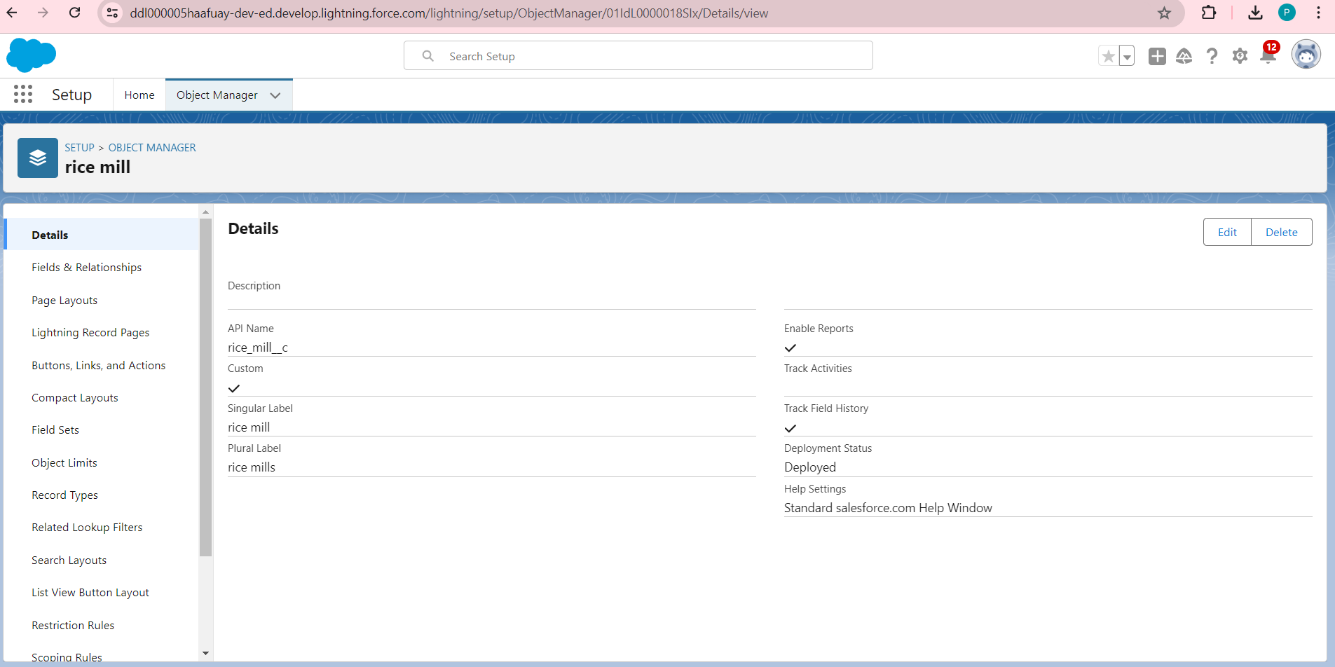 ddl000005haafuay-dev-ed.develop.lightning.force.com/lightning/setup/ObjectManager/01IdL0000018SIx/Details/view
P
Search Setup
12
Setup
Home
Object Manager
SETUP > OBJECT MANAGER
rice mill
Details
Fields & Relationships
Page Layouts
Lightning Record Pages
Buttons, Links, and Actions
Compact Layouts
Field Sets
Object Limits
Record Types
Related Lookup Filters
Search Layouts
List View Button Layout
Restriction Rules
Scoping Rules
Details
Edit
Delete
Description
API Name
rice_mill__c
Custom
Singular Label
rice mill
Plural Label
rice mills
Enable Reports
Track Activities
Track Field History
Deployment Status
Deployed
Help Settings
Standard salesforce.com Help Window